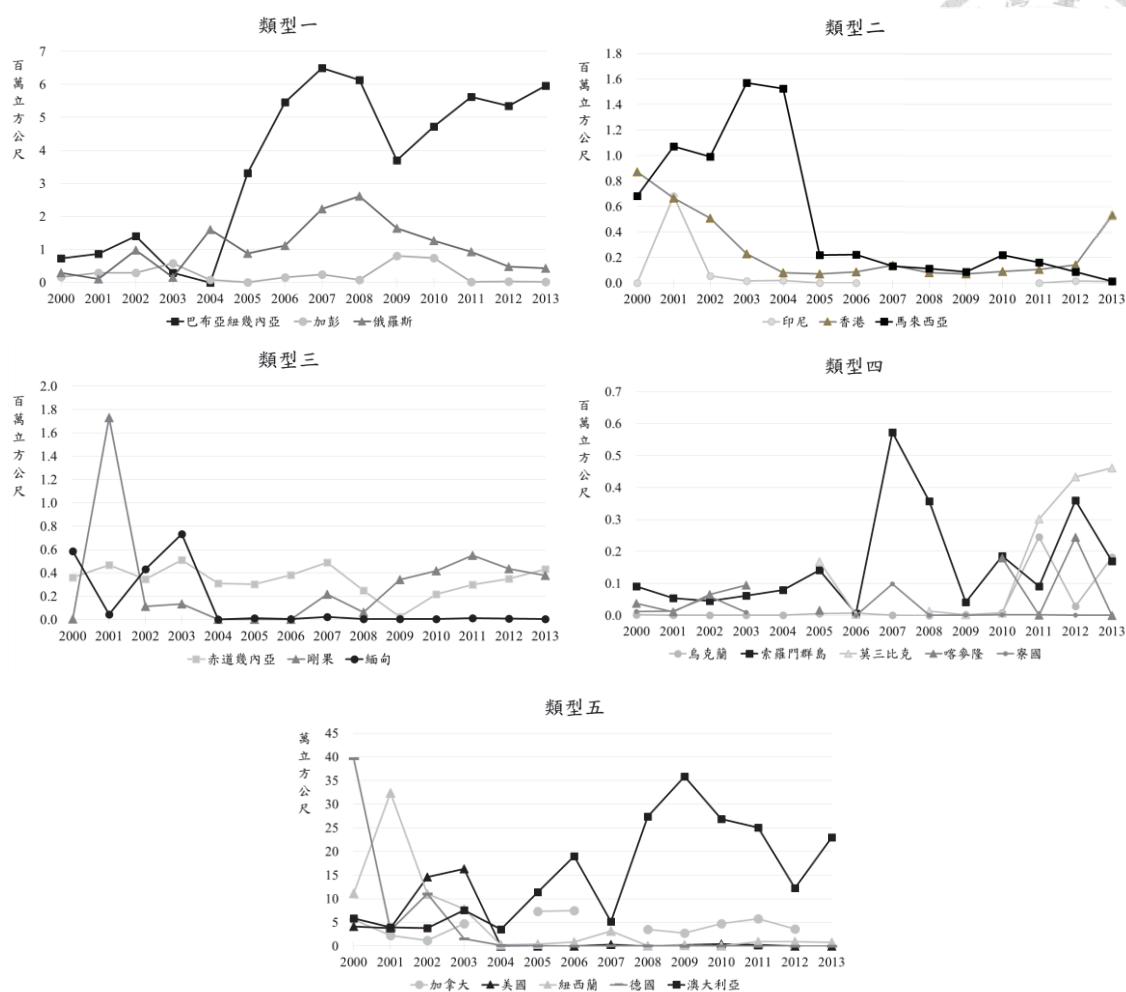 類型一
百萬立方公尺
7
6
5
4
3
2
1
0
2000 2001 2002 2003 2004 2005 2006 2007 2008 2009 2010 2011 2012 2013
巴布亞紐幾內亞 加彭 俄羅斯
類型二
百萬立方公尺
1.8
1.6
1.4
1.2
1.0
0.8
0.6
0.4
0.2
0.0
2000 2001 2002 2003 2004 2005 2006 2007 2008 2009 2010 2011 2012 2013
印尼 香港 馬來西亞
類型三
百萬立方公尺
2.0
1.8
1.6
1.4
1.2
1.0
0.8
0.6
0.4
0.2
0.0
2000 2001 2002 2003 2004 2005 2006 2007 2008 2009 2010 2011 2012 2013
赤道幾內亞 剛果 緬甸
類型四
百萬立方公尺
0.7
0.6
0.5
0.4
0.3
0.2
0.1
0.0
2000 2001 2002 2003 2004 2005 2006 2007 2008 2009 2010 2011 2012 2013
烏克蘭 索羅門群島 莫三比克 喀麥隆 寮國
類型五
萬立方公尺
45
40
35
30
25
20
15
10
5
0
2000 2001 2002 2003 2004 2005 2006 2007 2008 2009 2010 2011 2012 2013
加拿大 美國 紐西蘭 德國 澳大利亞